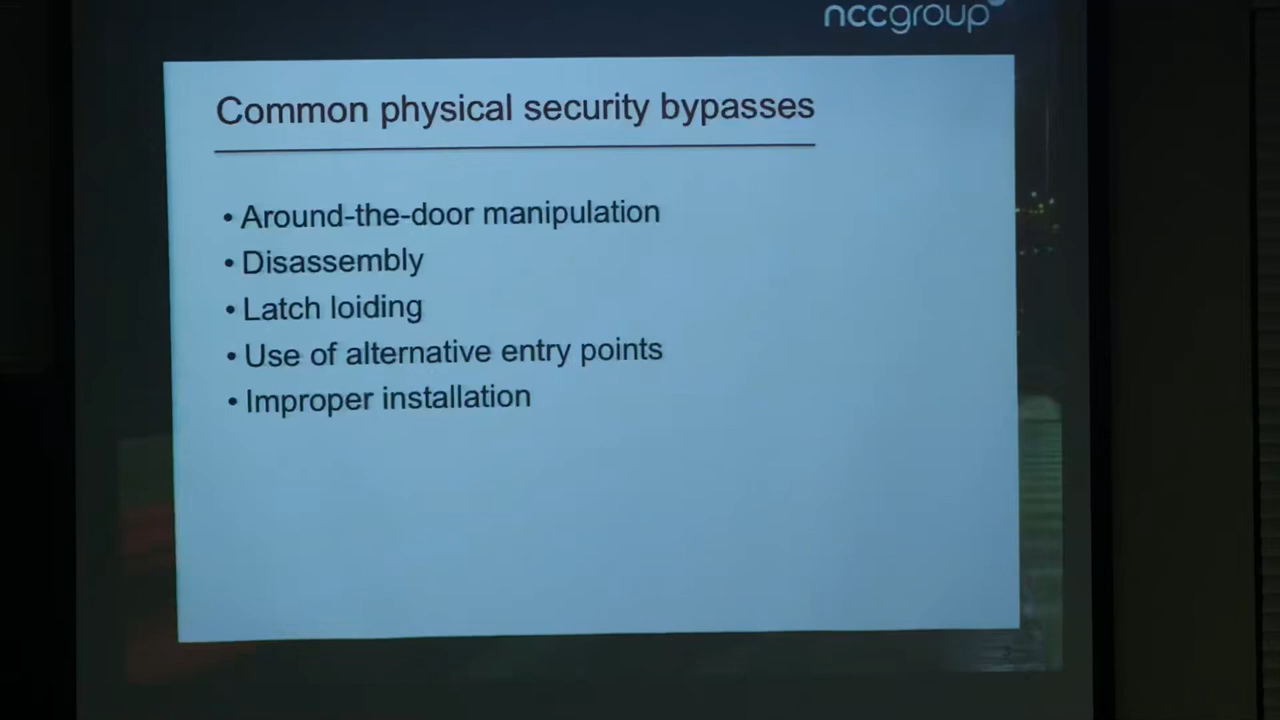 nccgroup
Common physical security bypasses
• Around-the-door manipulation
• Disassembly
• Latch loiding
• Use of alternative entry points
• Improper installation